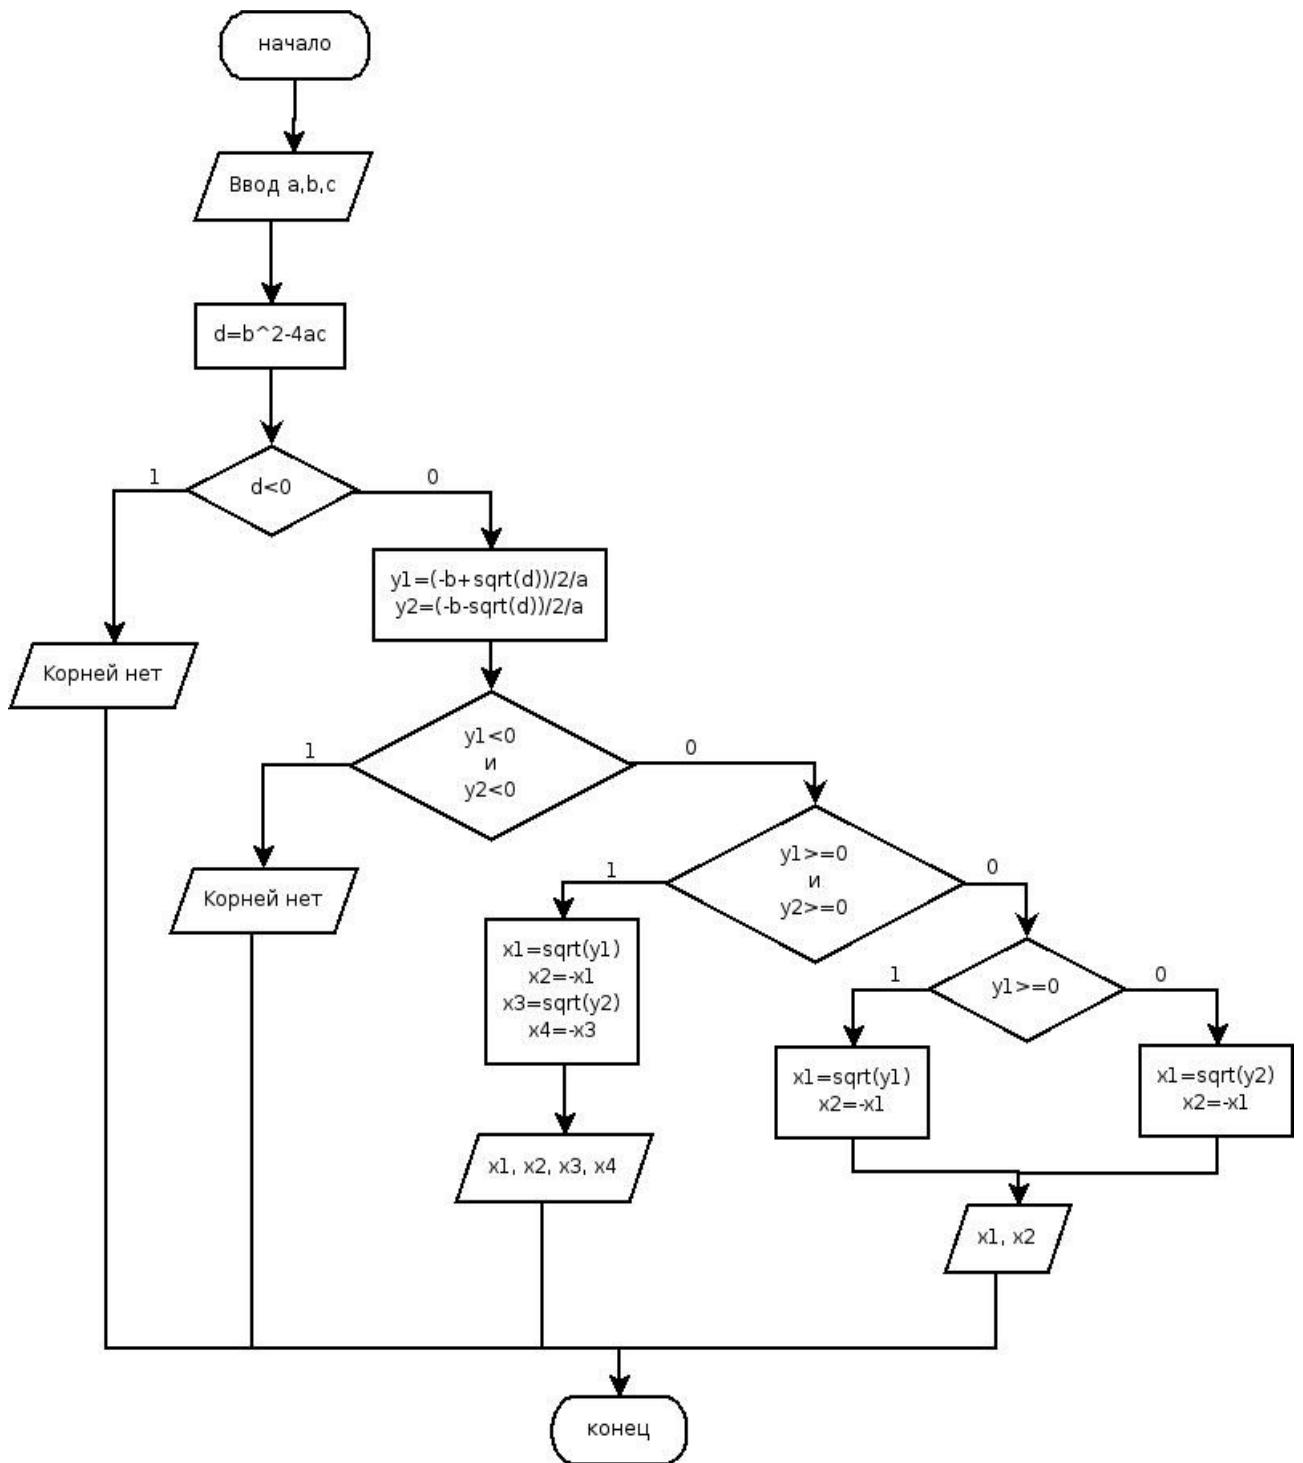 начало
Ввод a,b,c
d=b^2-4ac
d<0
1
0
y1=(-b+sqrt(d))/2/a
y2=(-b-sqrt(d))/2/a
Корней нет
y1<0
и
y2<0
1
0
Корней нет
y1>=0
и
y2>=0
1
0
x1=sqrt(y1)
x2=-x1
x3=sqrt(y2)
x4=-x3
y1>=0
1
0
x1=sqrt(y1)
x2=-x1
x1=sqrt(y2)
x2=-x1
x1, x2, x3, x4
x1, x2
конец